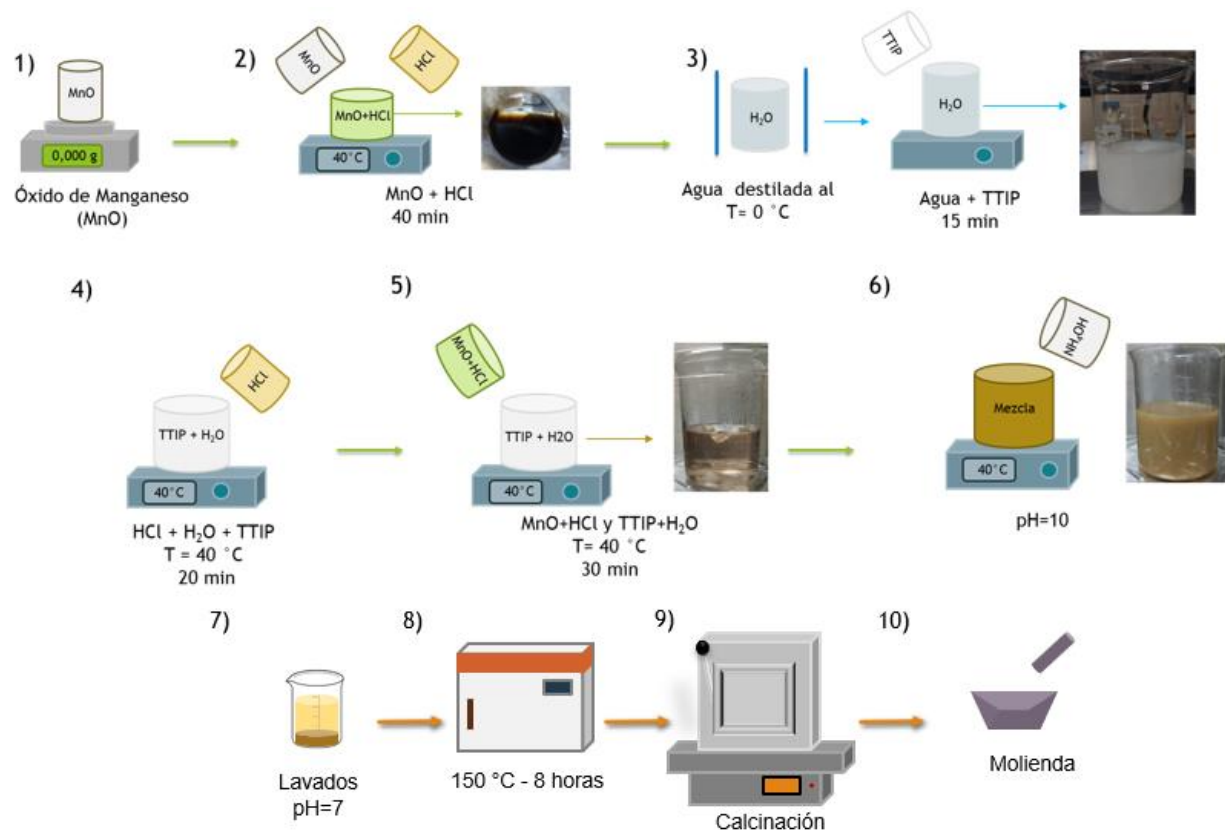 1)
MnO
0,000 g
Óxido de Manganeso
(MnO)
2)
MnO
HCl
MnO+HCl
40°C
MnO + HCl
40 min
3)
H₂O
Agua destilada al
T= 0 °C
TTIP
H₂O
Agua + TTIP
15 min
4)
HCl
TTIP + H₂O
40°C
HCl + H₂O + TTIP
T = 40 °C
20 min
5)
MnO+HCl
TTIP + H2O
40°C
MnO+HCl y TTIP+H₂O
T= 40 °C
30 min
6)
NH₄OH
Mezcla
40°C
pH=10
7)
Lavados
pH=7
8)
150 °C - 8 horas
9)
Calcinación
10)
Molienda